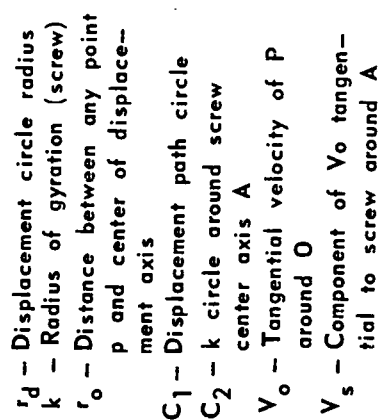 r_d – Displacement circle radius
k – Radius of gyration (screw)
r_o – Distance between any point
p and center of displace–
ment axis
C_1 – Displacement path circle
C_2 – k circle around screw
center axis A
V_o – Tangential velocity of P
around O
V_s – Component of Vo tangen–
tial to screw around A